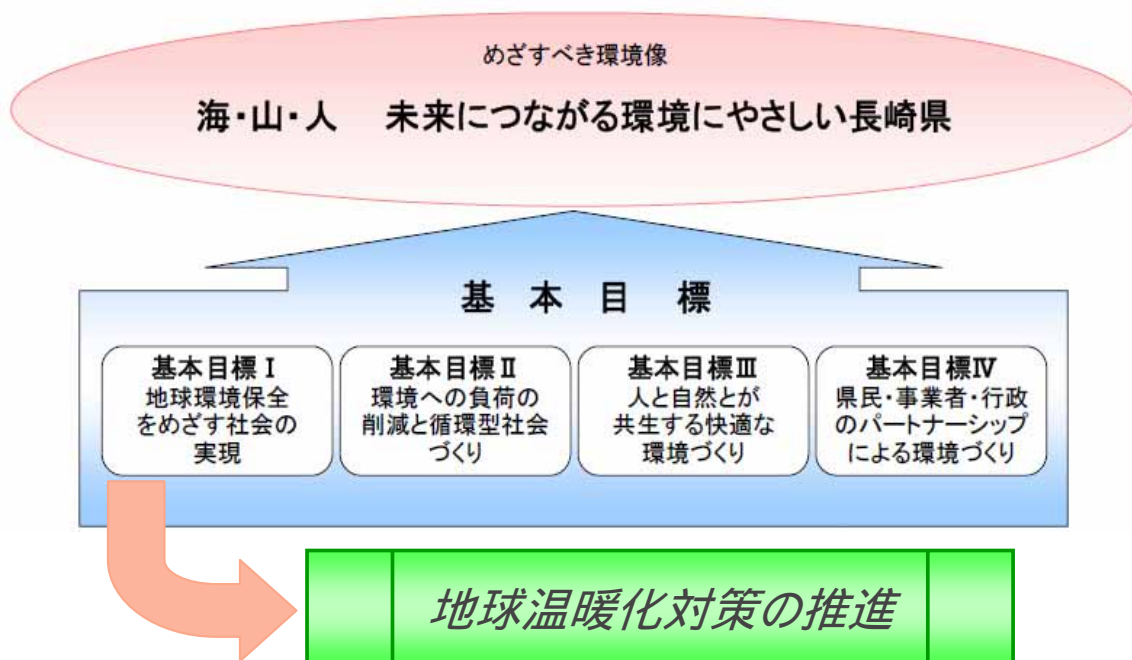 めざすべき環境像
海・山・人　未来につながる環境にやさしい長崎県
基本目標
基本目標Ⅰ
地球環境保全
をめざす社会の
実現
基本目標Ⅱ
環境への負荷の
削減と循環型社会
づくり
基本目標Ⅲ
人と自然とが
共生する快適な
環境づくり
基本目標Ⅳ
県民・事業者・行政
のパートナーシップ
による環境づくり
地球温暖化対策の推進